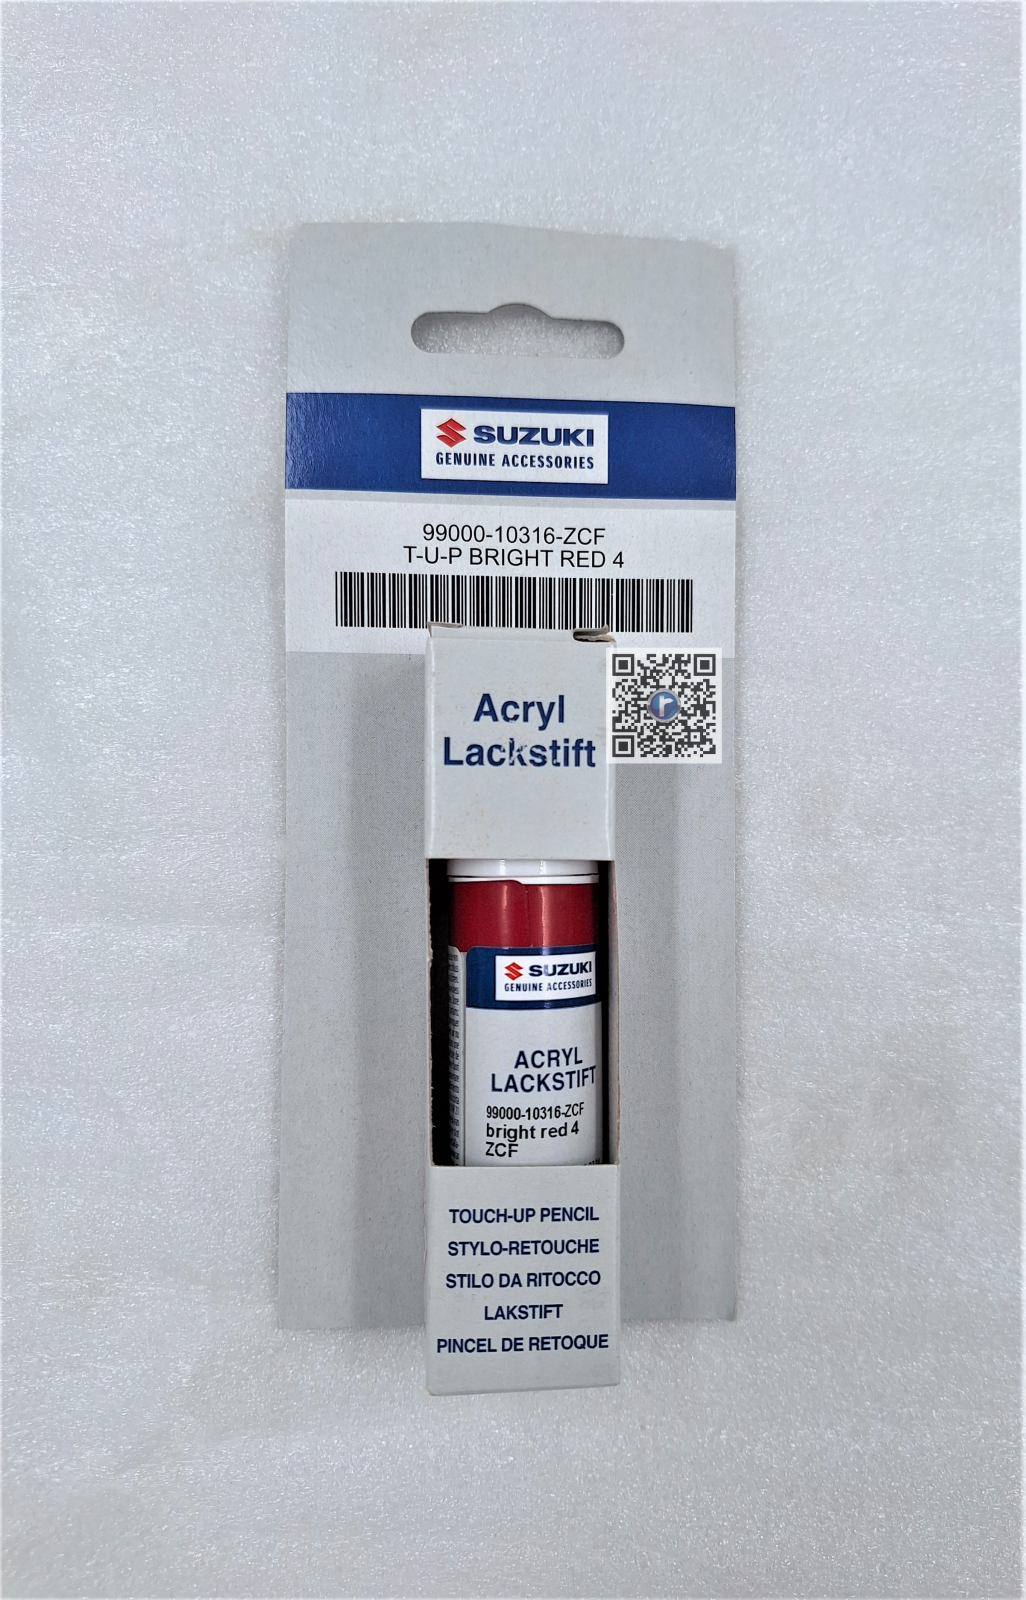 SUZUKI
GENUINE ACCESSORIES
99000-10316-ZCF
T-U-P BRIGHT RED 4
Acryl
Lackstift
SUZUKI
GENUINE ACCESSORIES
ACRYL
LACKSTIFT
99000-10316-ZCF
bright red 4
ZCF
TOUCH-UP PENCIL
STYLO-RETOUCHE
STILO DA RITOCCO
LAKSTIFT
PINCEL DE RETOQUE